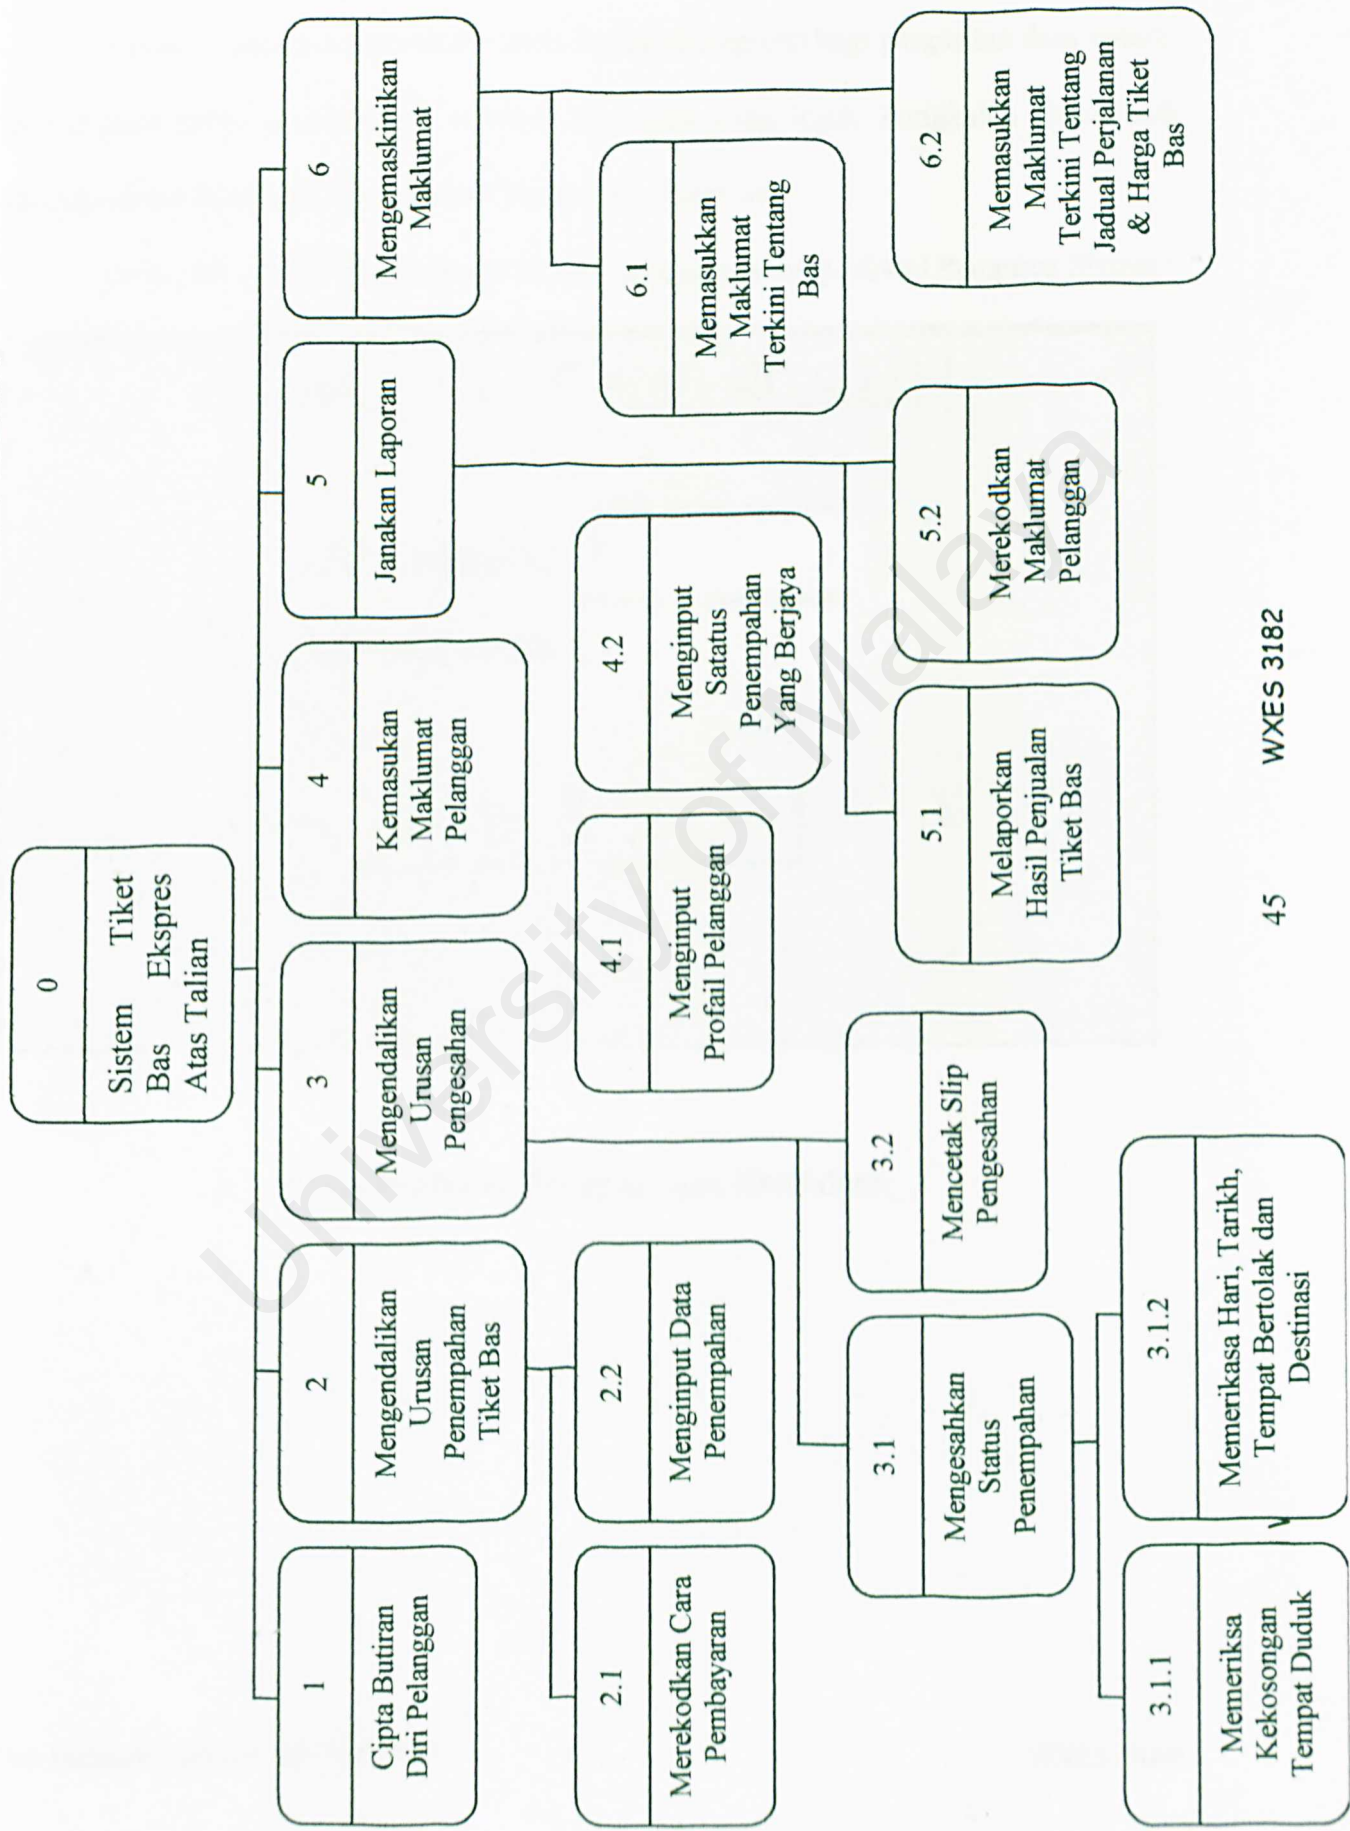 0
Sistem Tiket
Bas Ekspres
Atas Talian
1
Cipta Butiran
Diri Pelanggan
2
Mengendalikan
Urusan
Penempahan
Tiket Bas
3
Mengendalikan
Urusan
Pengesahan
4
Kemasukan
Maklumat
Pelanggan
5
Janakan Laporan
6
Mengemaskinikan
Maklumat
2.1
Merekodkan Cara
Pembayaran
2.2
Menginput Data
Penempahan
4.1
Menginput
Profail Pelanggan
4.2
Menginput
Satatus
Penempahan
Yang Berjaya
6.1
Memasukkan
Maklumat
Terkini Tentang
Bas
3.1
Mengesahkan
Status
Penempahan
3.2
Mencetak Slip
Pengesahan
5.1
Melaporkan
Hasil Penjualan
Tiket Bas
5.2
Merekodkan
Maklumat
Pelanggan
6.2
Memasukkan
Maklumat
Terkini Tentang
Jadual Perjalanan
& Harga Tiket
Bas
3.1.1
Memeriksa
Kekosongan
Tempat Duduk
3.1.2
Memerikasa Hari, Tarikh,
Tempat Bertolak dan
Destinasi
45 WXES 3182
University of Malaya